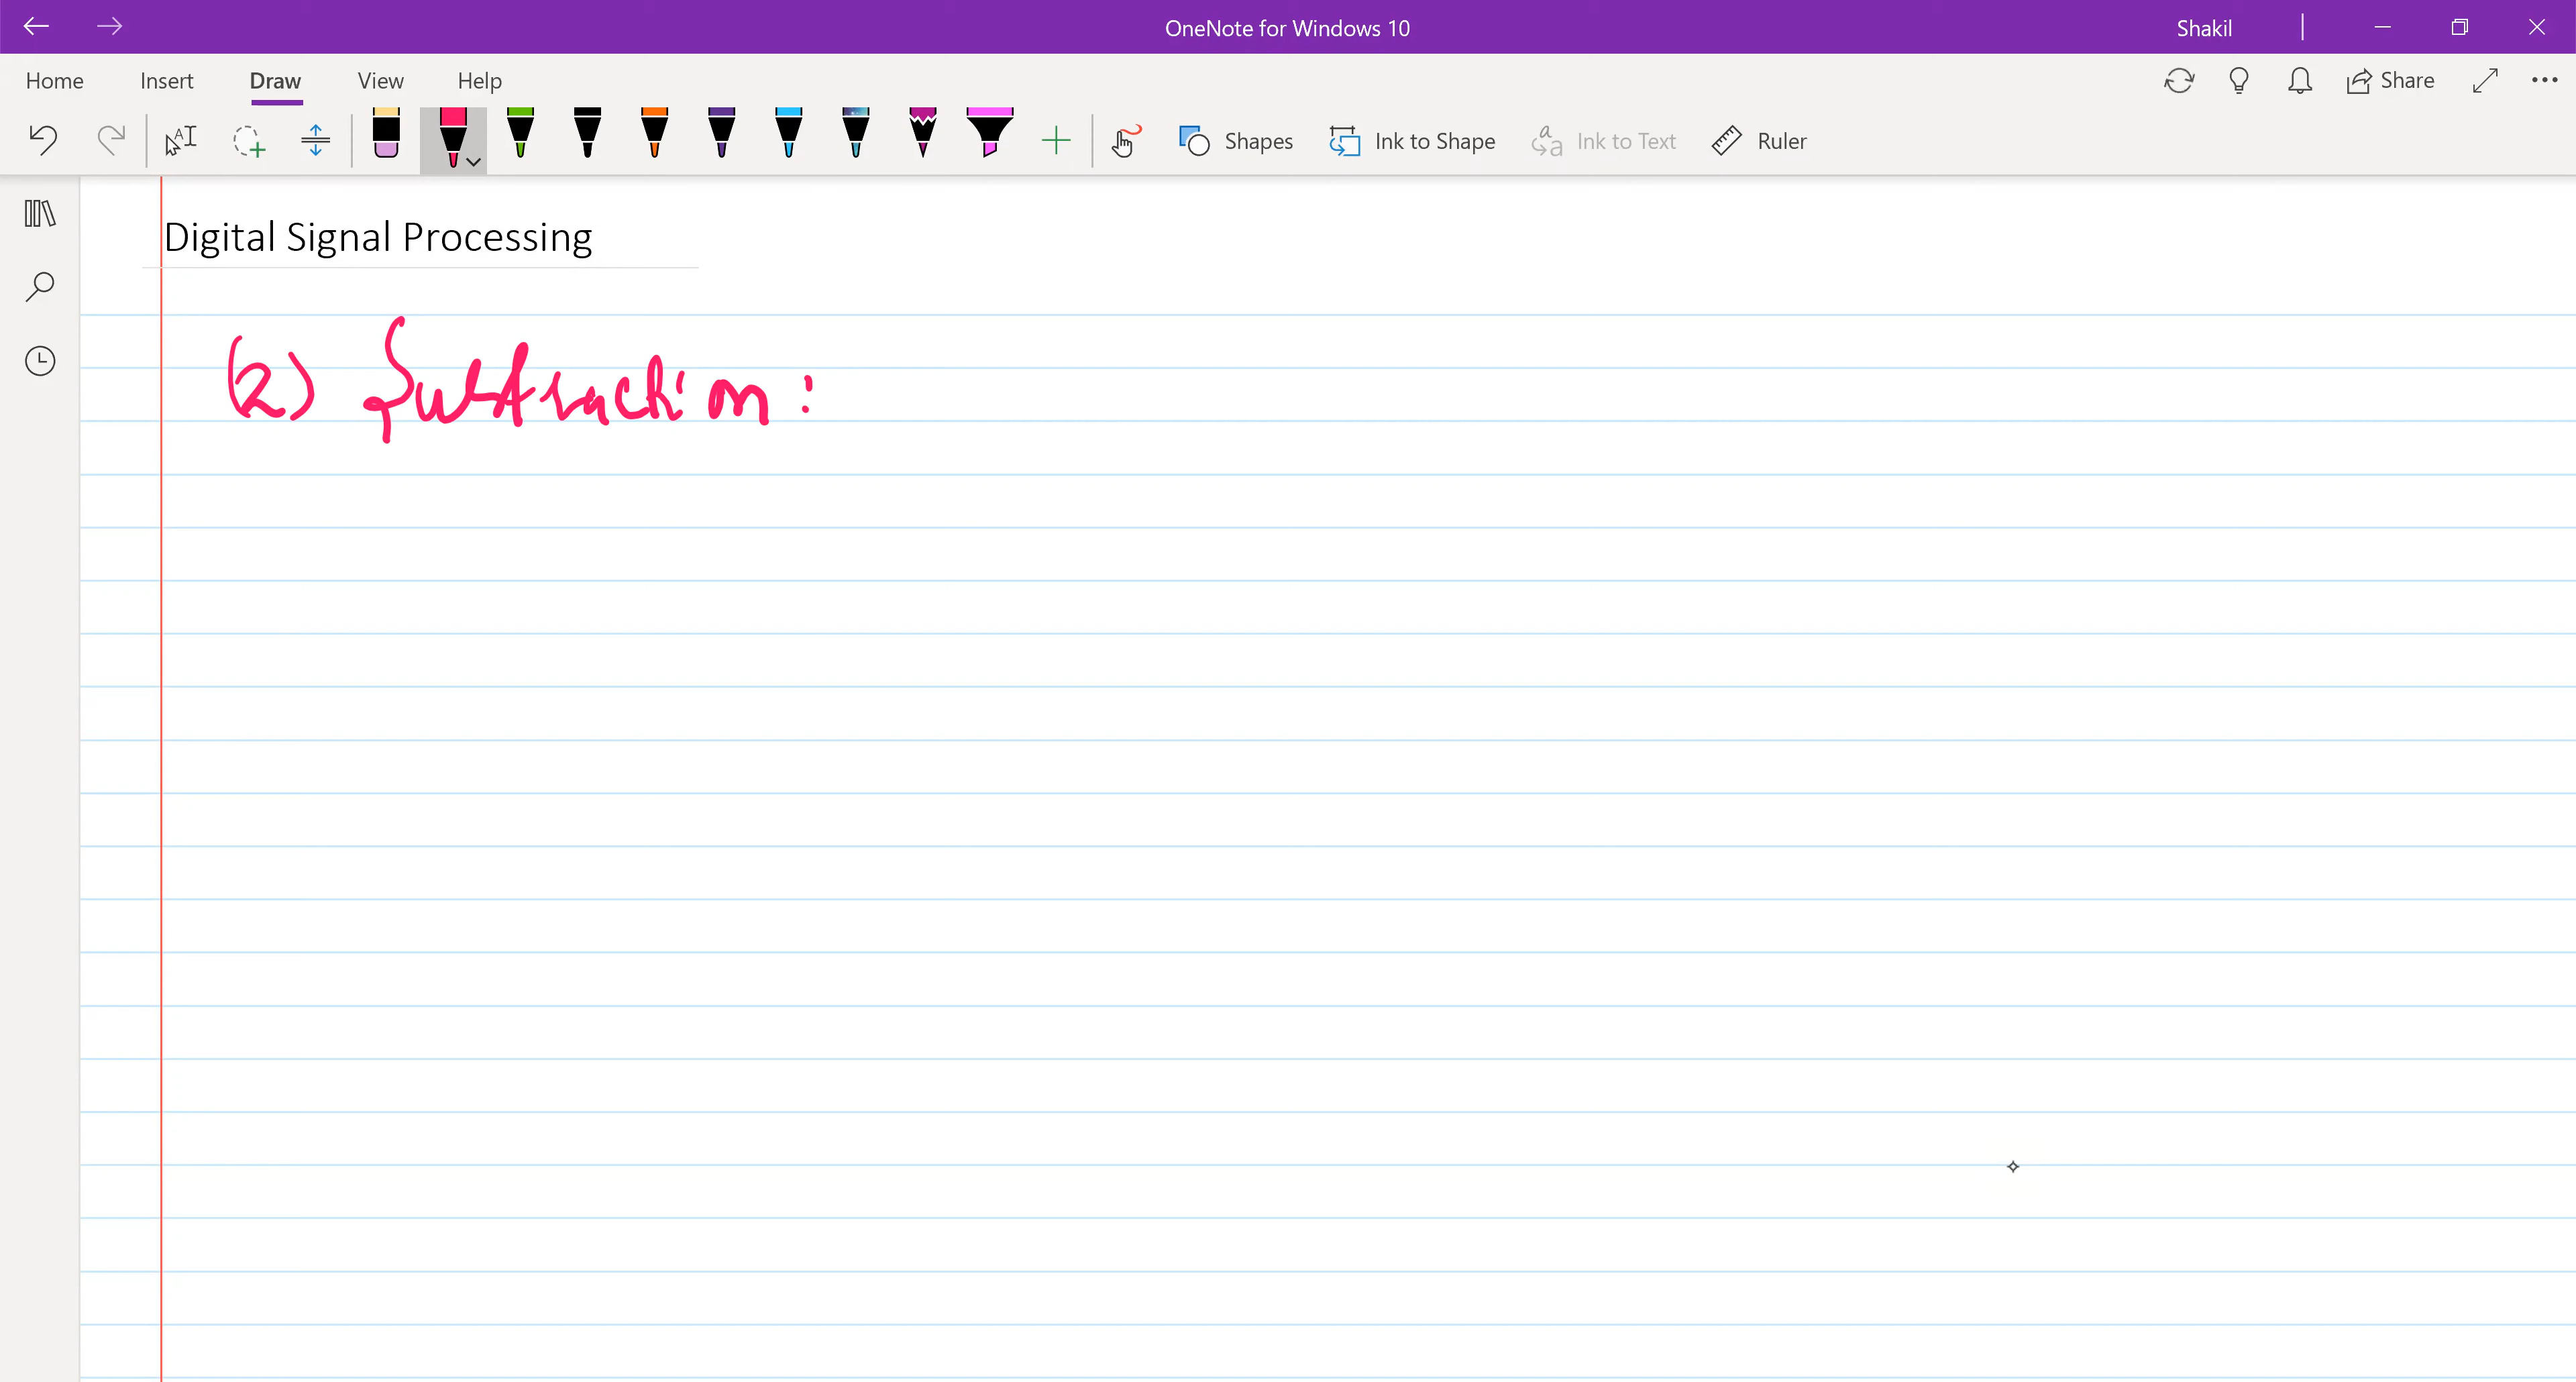 OneNote for Windows 10
Shakil
Home Insert Draw View Help
Share
Shapes Ink to Shape Ink to Text Ruler
Digital Signal Processing
(2) Subtraction: